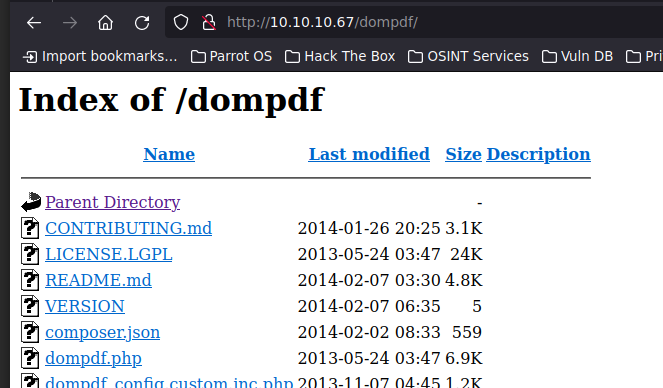 http://10.10.10.67/dompdf/
Import bookmarks... Parrot OS Hack The Box OSINT Services Vuln DB Pri
Index of /dompdf
Name Last modified Size Description
Parent Directory -
CONTRIBUTING.md 2014-01-26 20:25 3.1K
LICENSE.LGPL 2013-05-24 03:47 24K
README.md 2014-02-07 03:30 4.8K
VERSION 2014-02-07 06:35 5
composer.json 2014-02-02 08:33 559
dompdf.php 2013-05-24 03:47 6.9K
dompdf_config.custom.inc.php 2013-11-07 04:45 1.2K